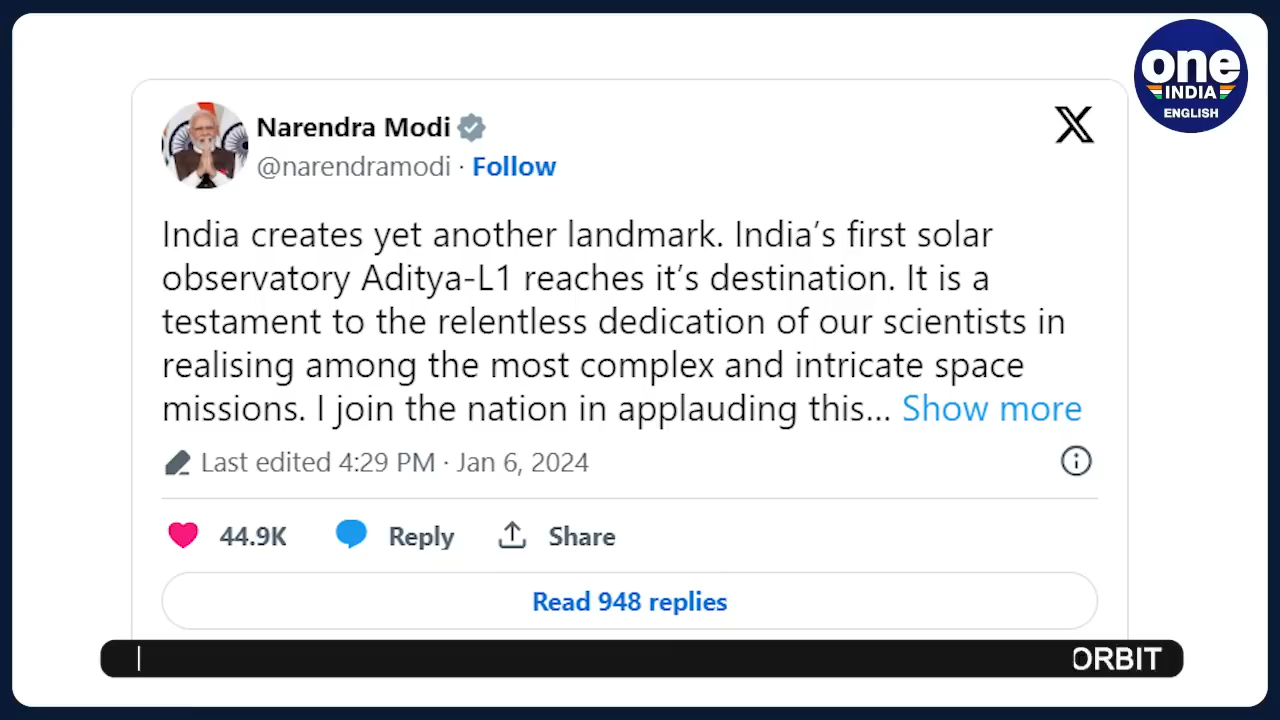 one
INDIA
ENGLISH
Narendra Modi
@narendramodi · Follow
India creates yet another landmark. India’s first solar
observatory Aditya-L1 reaches it’s destination. It is a
testament to the relentless dedication of our scientists in
realising among the most complex and intricate space
missions. I join the nation in applauding this... Show more
Last edited 4:29 PM · Jan 6, 2024
44.9K Reply Share
Read 948 replies
ORBIT